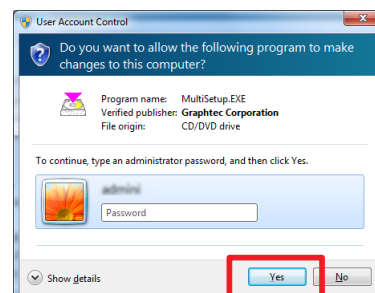 User Account Control
Do you want to allow the following program to make
changes to this computer?
Program name: MultiSetup.EXE
Verified publisher: Graphtec Corporation
File origin: CD/DVD drive
To continue, type an administrator password, and then click Yes.
Password
Show details
Yes
No